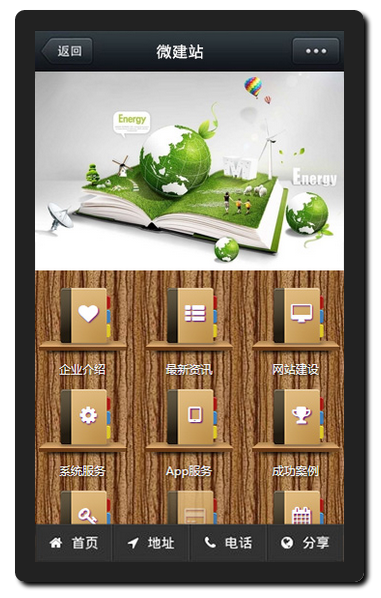 返回
微建站
Energy
Energy
企业介绍
最新资讯
网站建设
系统服务
App服务
成功案例
首页
地址
电话
分享